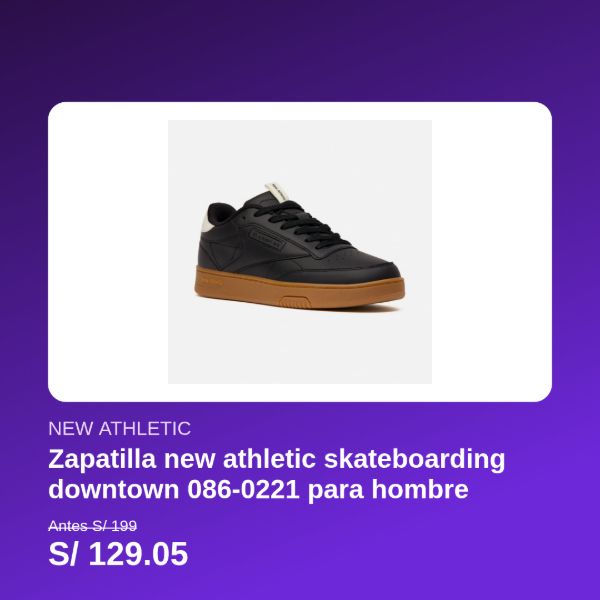 NEW ATHLETIC
Zapatilla new athletic skateboarding
downtown 086-0221 para hombre
Antes S/ 199
S/ 129.05